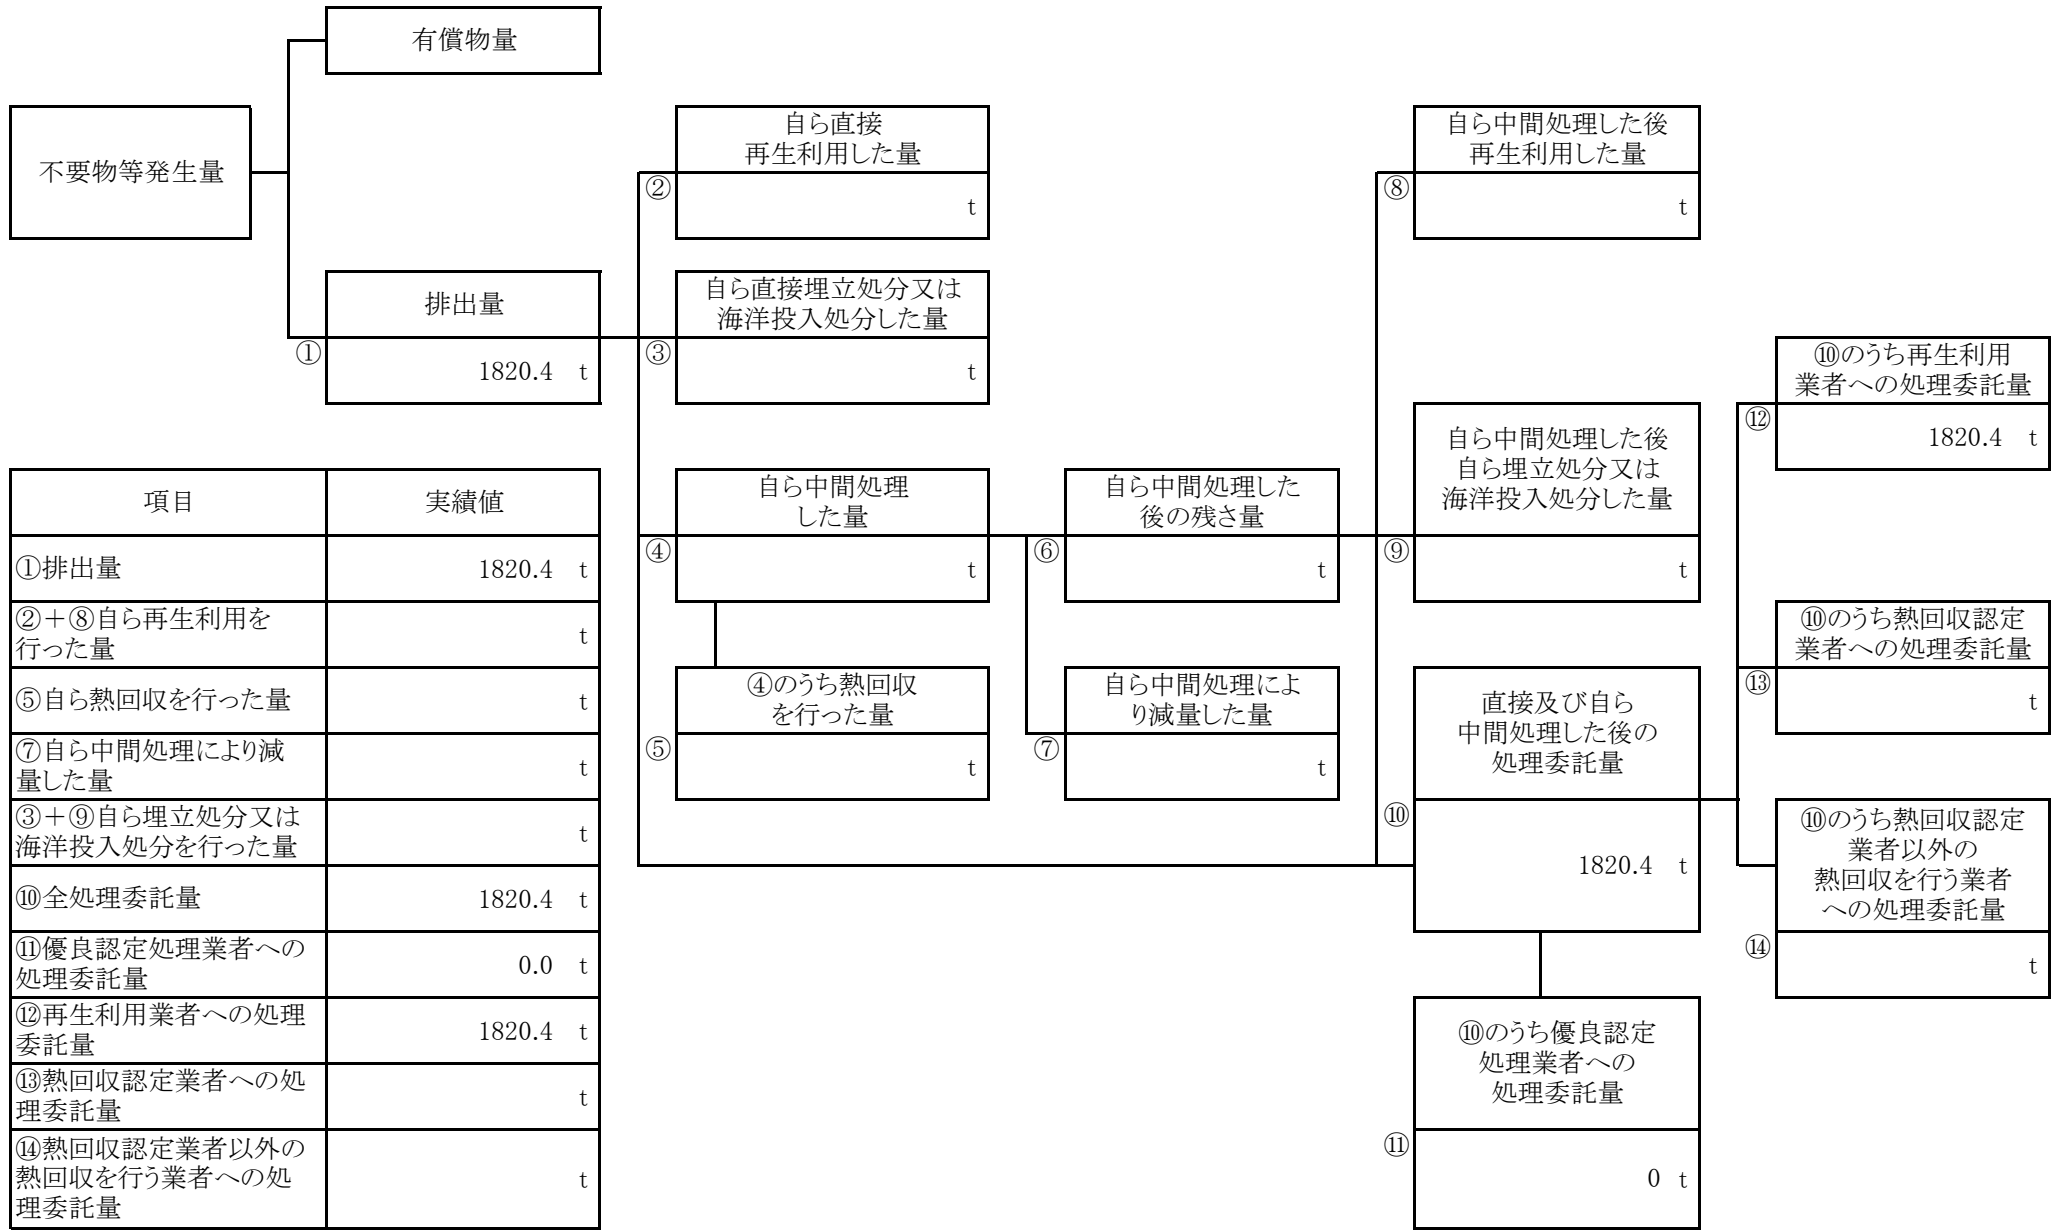 有償物量
不要物等発生量
排出量
①
1820.4 t
自ら直接
再生利用した量
②
t
自ら直接埋立処分又は
海洋投入処分した量
③
t
自ら中間処理
した量
④
t
④のうち熱回収
を行った量
⑤
t
自ら中間処理した
後の残さ量
⑥
t
自ら中間処理によ
り減量した量
⑦
t
自ら中間処理した後
再生利用した量
⑧
t
自ら中間処理した後
自ら埋立処分又は
海洋投入処分した量
⑨
t
直接及び自ら
中間処理した後の
処理委託量
⑩
1820.4 t
⑩のうち優良認定
処理業者への
処理委託量
⑪
0 t
⑩のうち再生利用
業者への処理委託量
⑫
1820.4 t
⑩のうち熱回収認定
業者への処理委託量
⑬
t
⑩のうち熱回収認定
業者以外の
熱回収を行う業者
への処理委託量
⑭
t
項目 実績値
①排出量 1820.4 t
②+⑧自ら再生利用を
行った量
t
⑤自ら熱回収を行った量 t
⑦自ら中間処理により減
量した量
t
③+⑨自ら埋立処分又は
海洋投入処分を行った量
t
⑩全処理委託量 1820.4 t
⑪優良認定処理業者への
処理委託量
0.0 t
⑫再生利用業者への処理
委託量
1820.4 t
⑬熱回収認定業者への処
理委託量
t
⑭熱回収認定業者以外の
熱回収を行う業者への処
理委託量
t